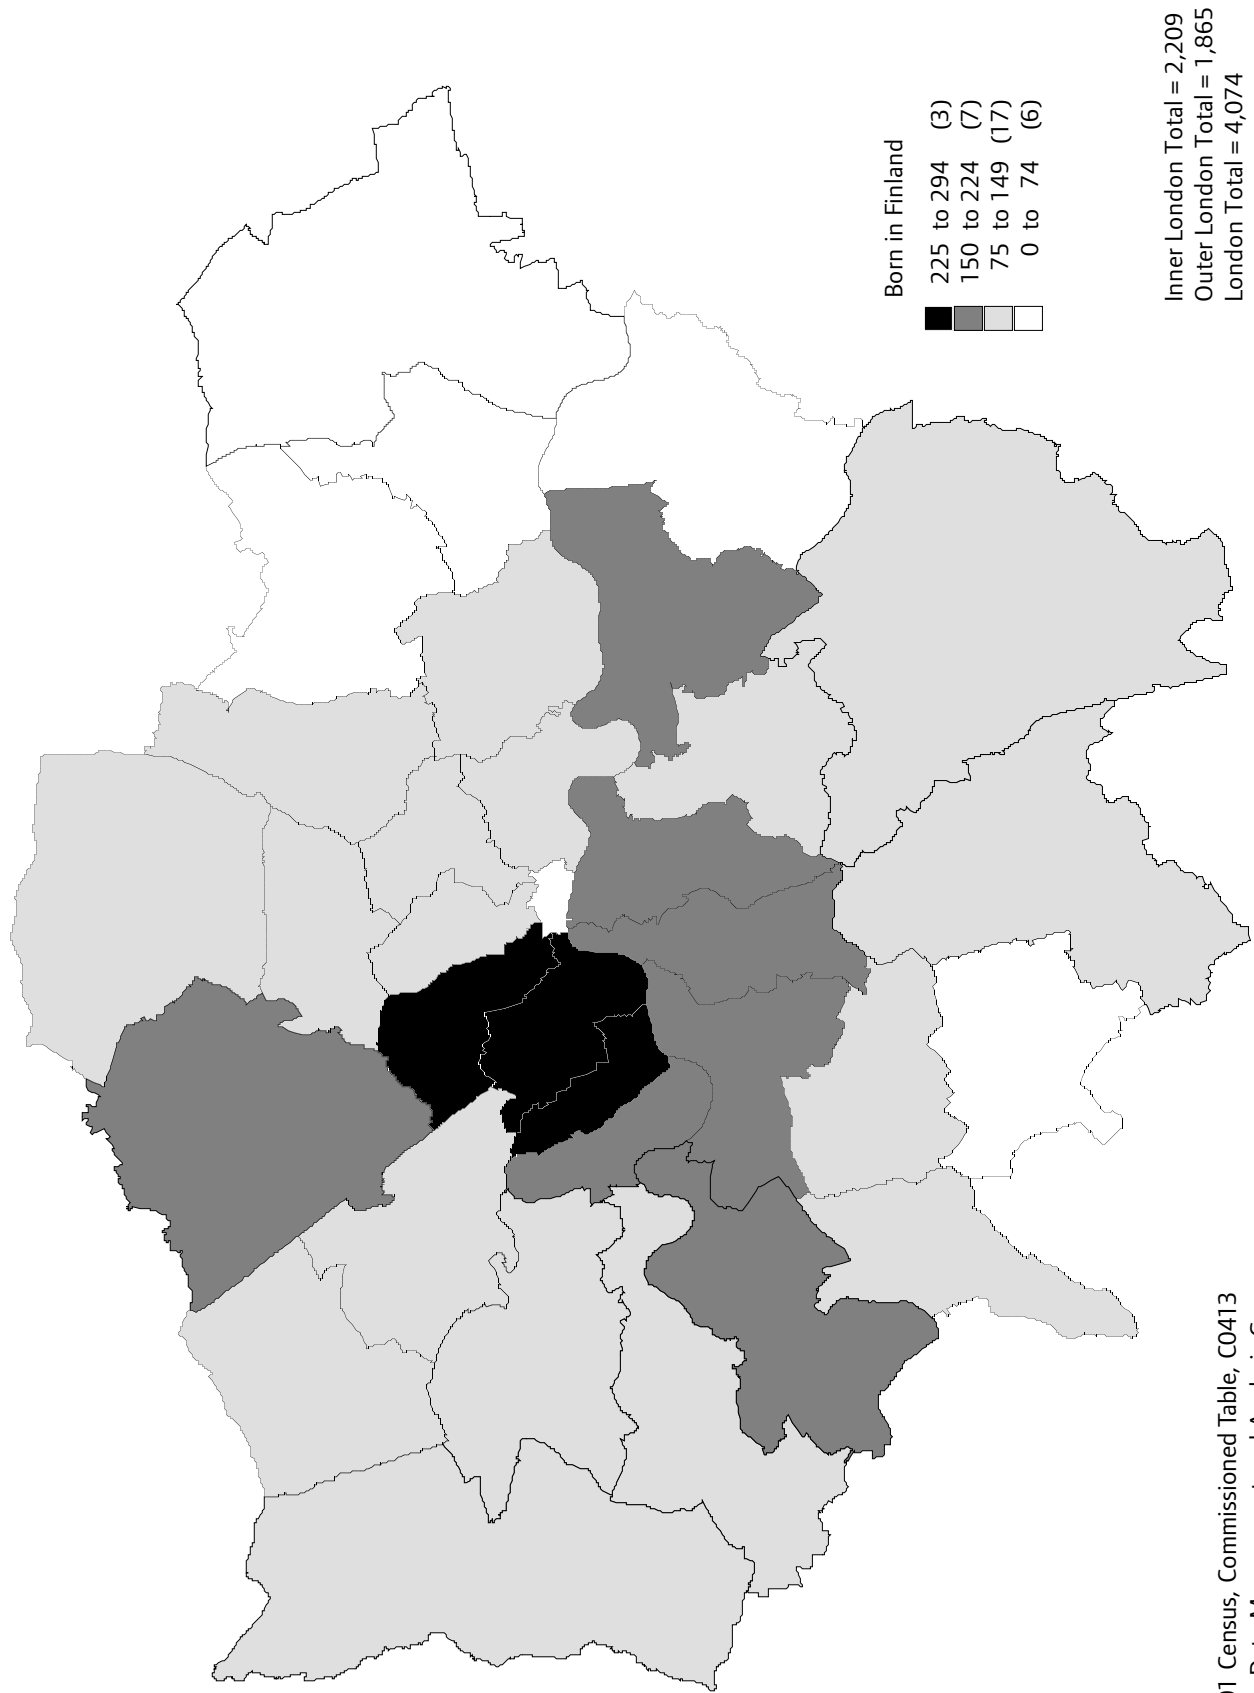 Born in Finland
225 to 294 (3)
150 to 224 (7)
75 to 149 (17)
0 to 74 (6)
Inner London Total = 2,209
Outer London Total = 1,865
London Total = 4,074
Census, Commissioned Table, C0413